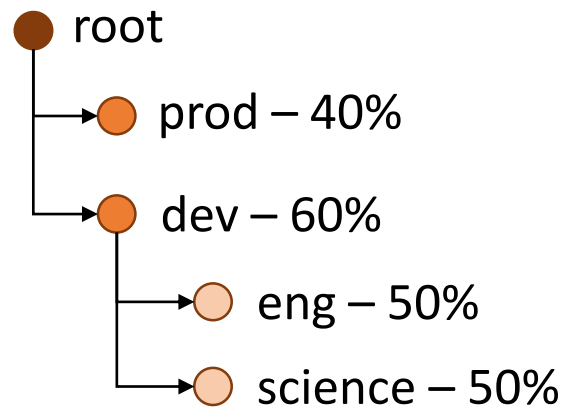 root
prod – 40%
dev – 60%
eng – 50%
science – 50%